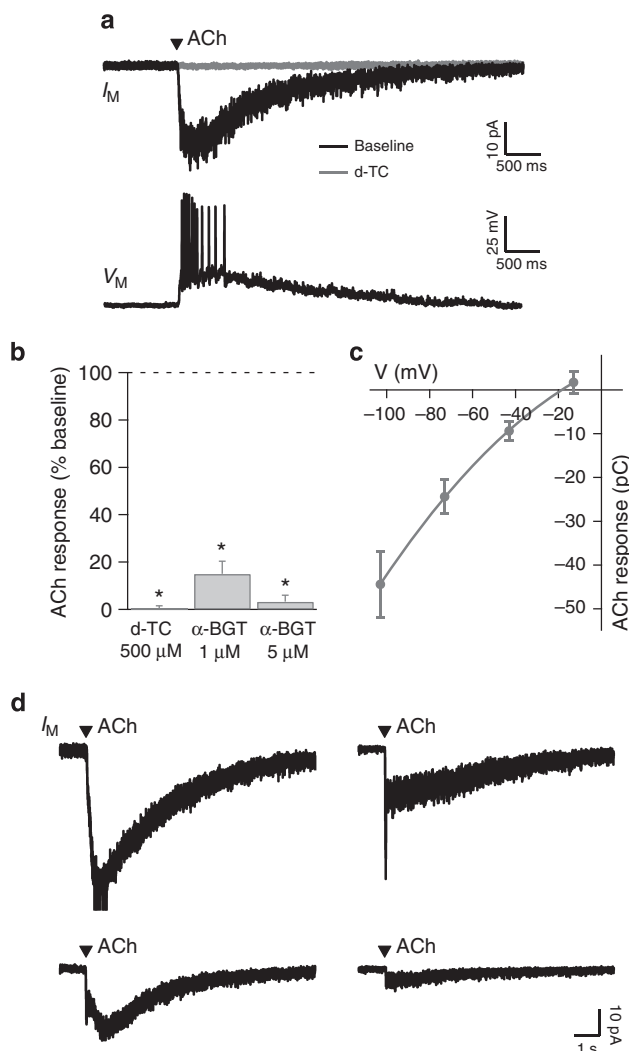 a
ACh
I_M
10 pA
500 ms
Baseline
d-TC
25 mV
500 ms
V_M
b
ACh response (% baseline)
100
80
60
40
20
0
*
*
*
d-TC
500 μM
α-BGT
1 μM
α-BGT
5 μM
c
V (mV)
−100 −80 −60 −40 −20
−10
−20
−30
−40
−50
ACh response (pC)
d
I_M
ACh
ACh
ACh
ACh
10 pA
1 s